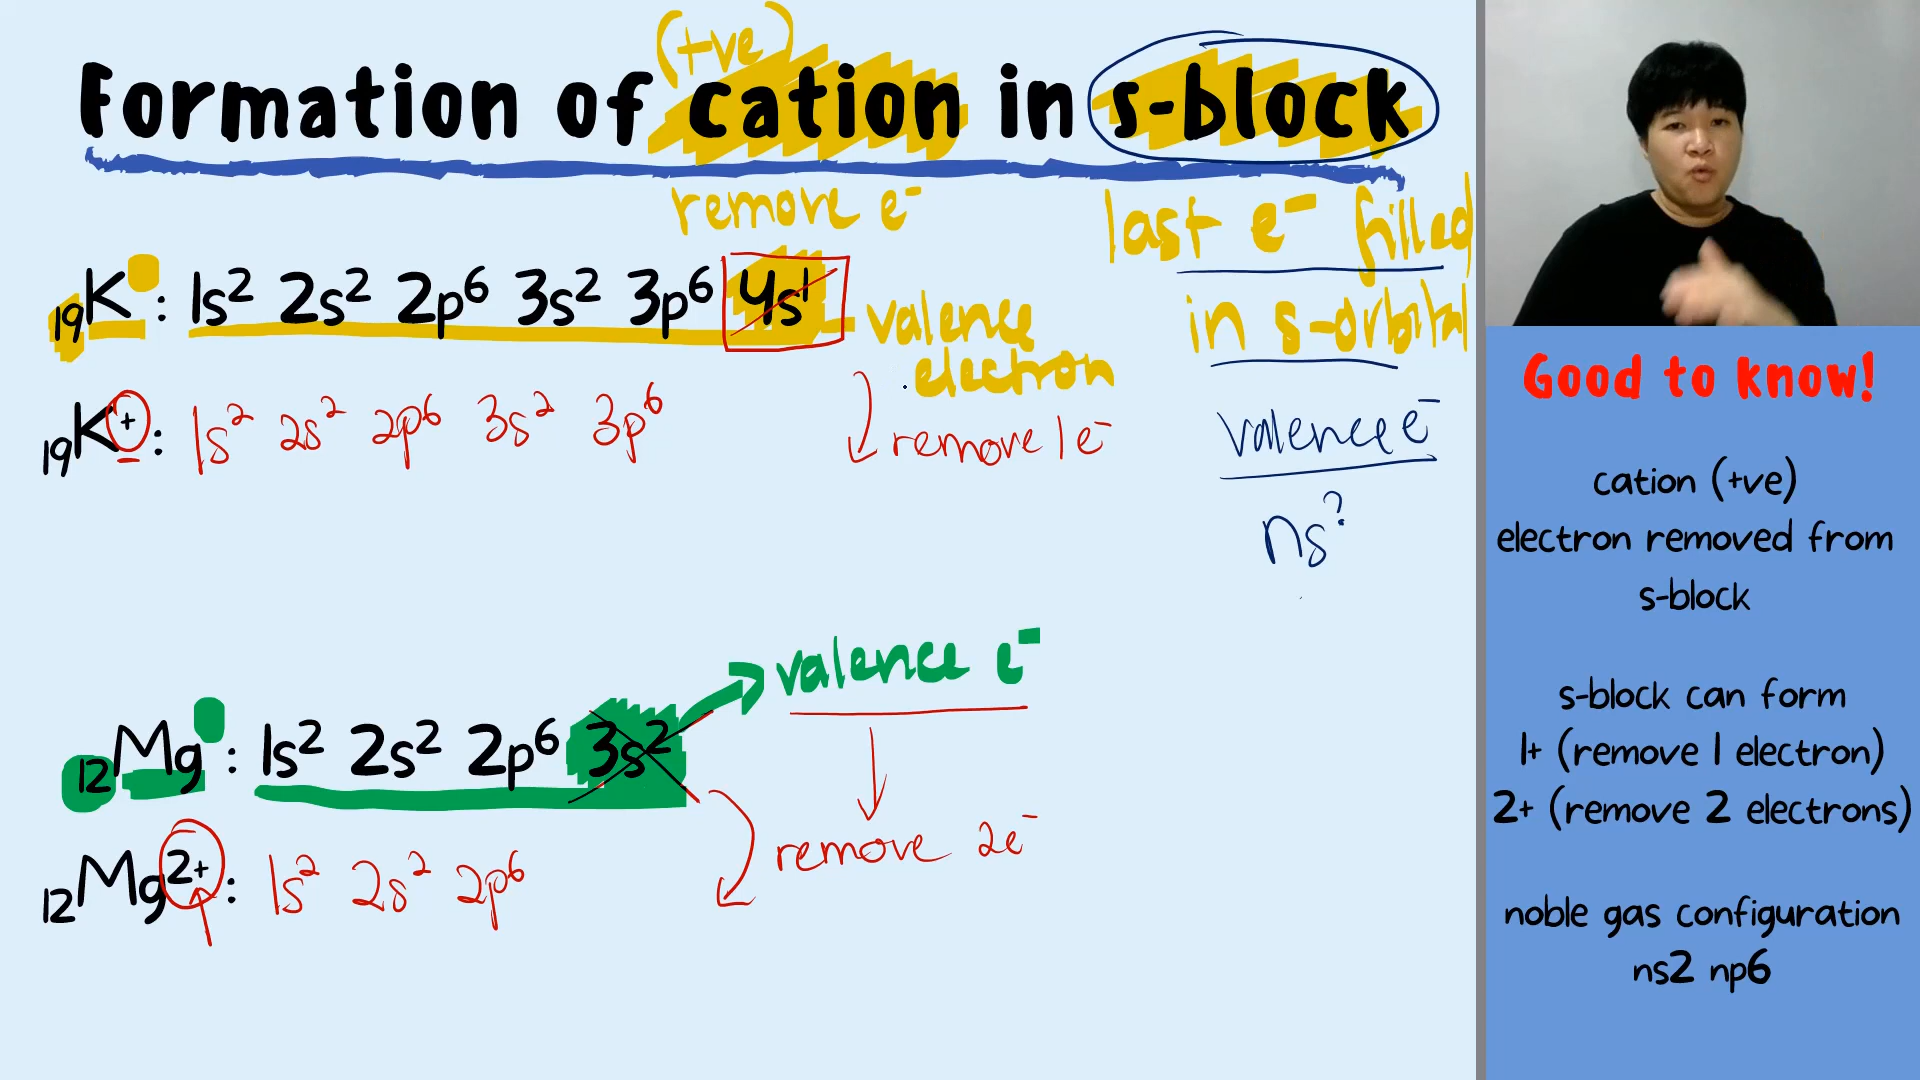 (+ve)
Formation of cation in s-block
remove e⁻
last e⁻ filled
in s-orbital
₁₉K : 1s² 2s² 2p⁶ 3s² 3p⁶ 4s¹
valence
electron
₁₉K⁺ : 1s² 2s² 2p⁶ 3s² 3p⁶
remove 1e⁻
valence e⁻
ns?
valence e⁻
₁₂Mg : 1s² 2s² 2p⁶ 3s²
remove 2e⁻
₁₂Mg²⁺ : 1s² 2s² 2p⁶
Good to know!
cation (+ve)
electron removed from
s-block
s-block can form
1+ (remove 1 electron)
2+ (remove 2 electrons)
noble gas configuration
ns2 np6